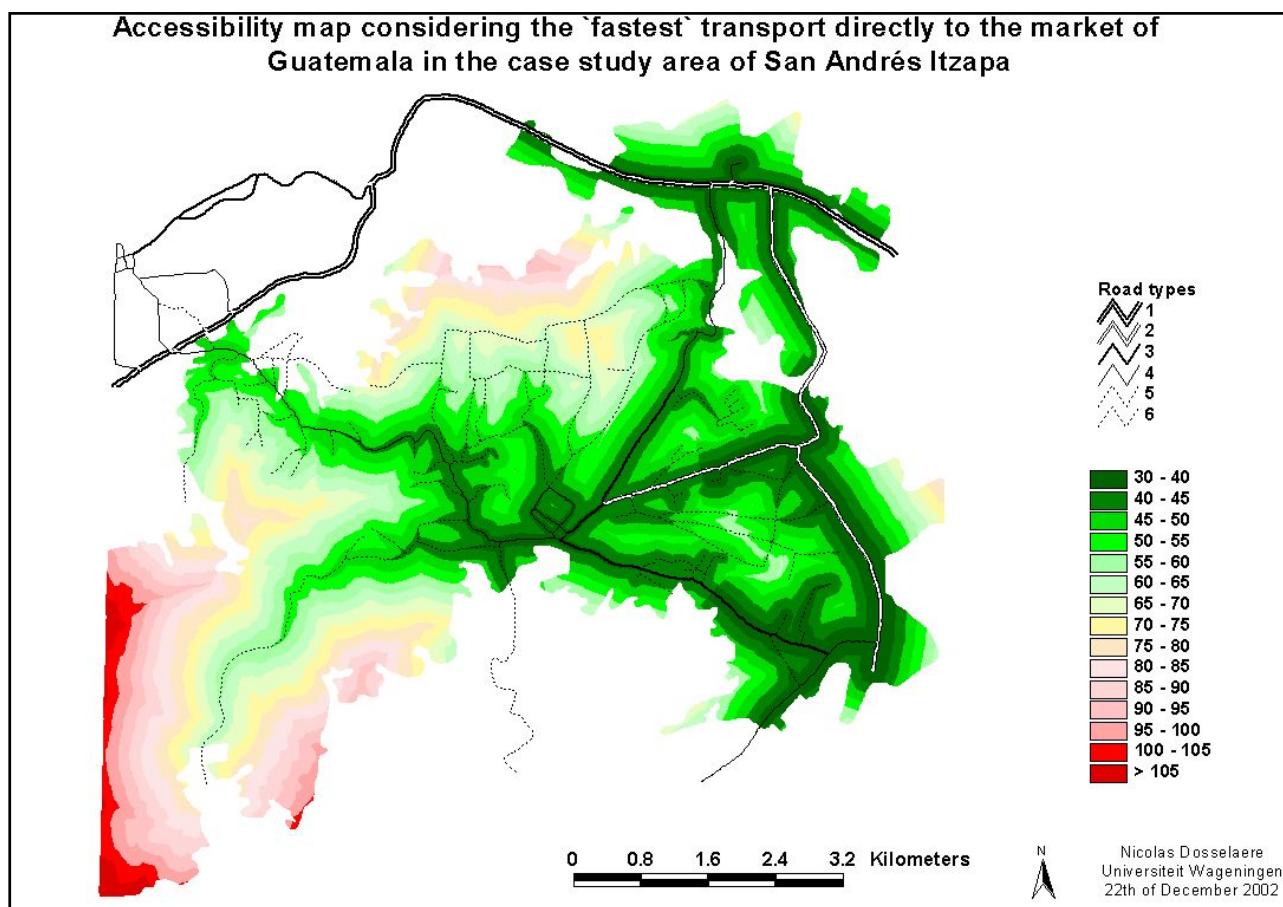 Accessibility map considering the `fastest` transport directly to the market of
Guatemala in the case study area of San Andrés Itzapa
Road types
1
2
3
4
5
6
30 - 40
40 - 45
45 - 50
50 - 55
55 - 60
60 - 65
65 - 70
70 - 75
75 - 80
80 - 85
85 - 90
90 - 95
95 - 100
100 - 105
> 105
0 0.8 1.6 2.4 3.2 Kilometers
N
Nicolas Dosselaere
Universiteit Wageningen
22th of December 2002